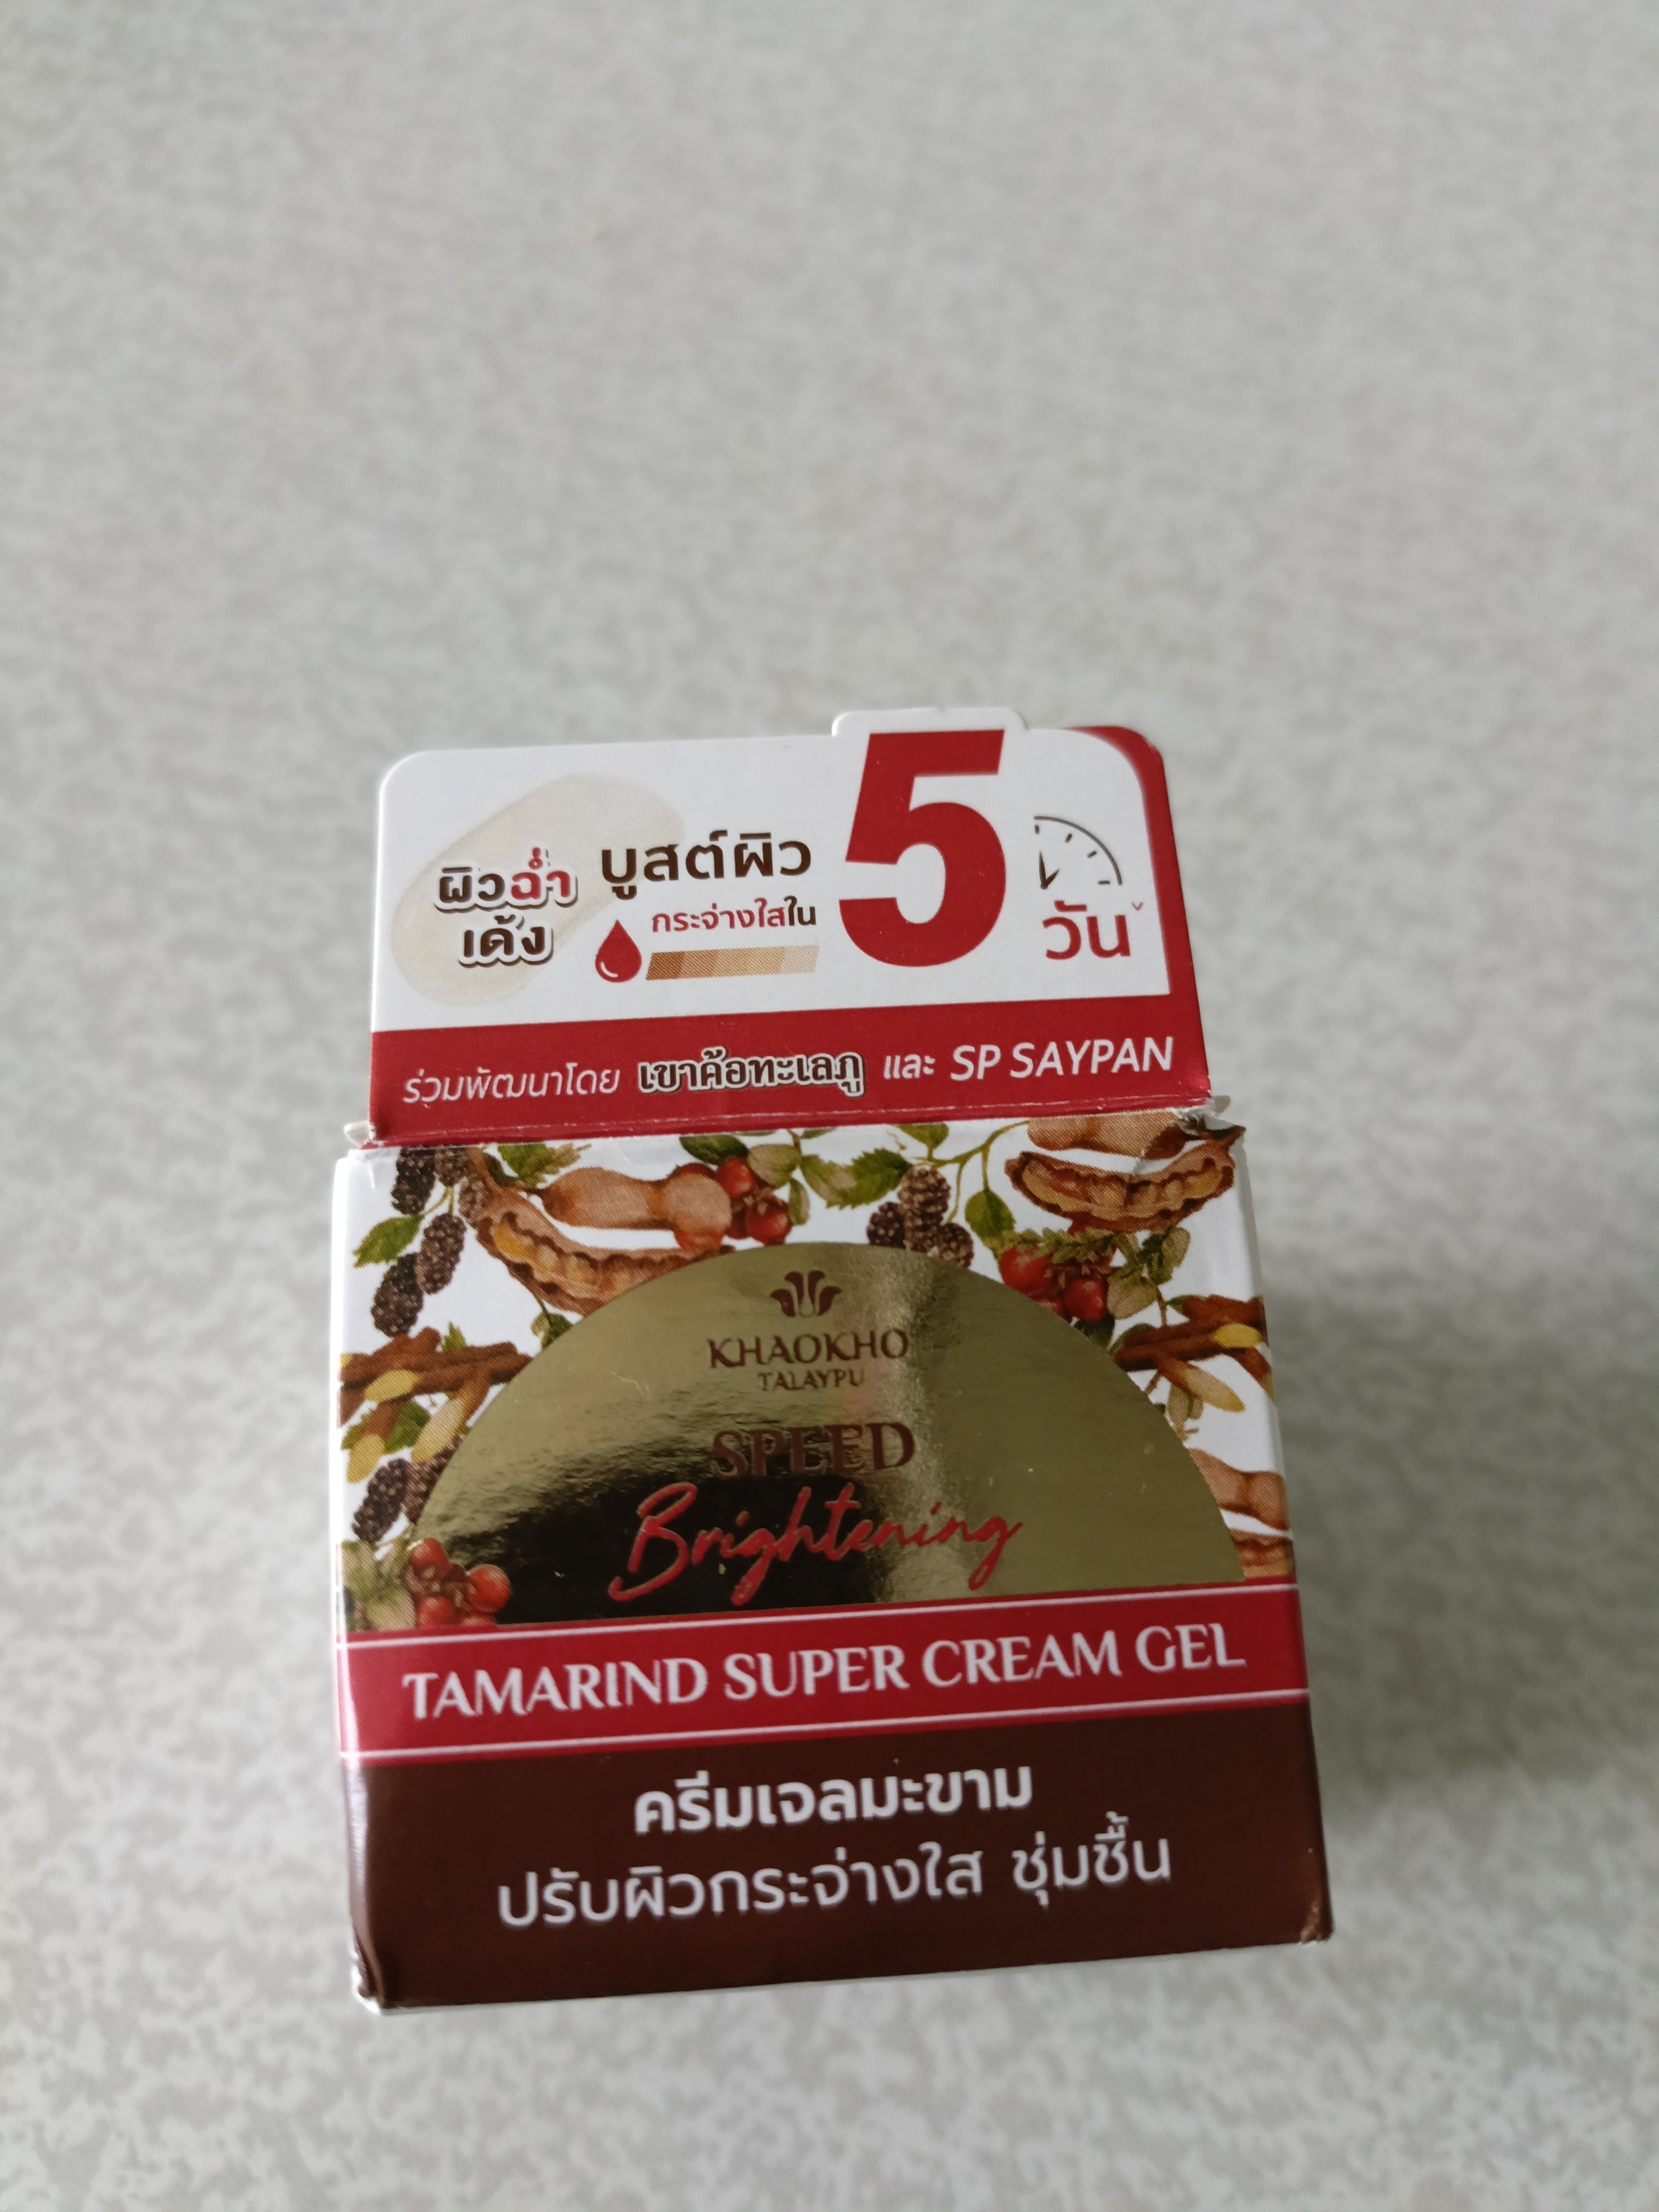 ผิวฉ่ำ
เด้ง
บูสต์ผิว
กระจ่างใสใน
5
วัน
ร่วมพัฒนาโดย เขาค้อทะเลภู และ SP SAYPAN
KHAOKHO
TALAYPU
SPEED
Brightening
TAMARIND SUPER CREAM GEL
ครีมเจลมะขาม
ปรับผิวกระจ่างใส ชุ่มชื้น